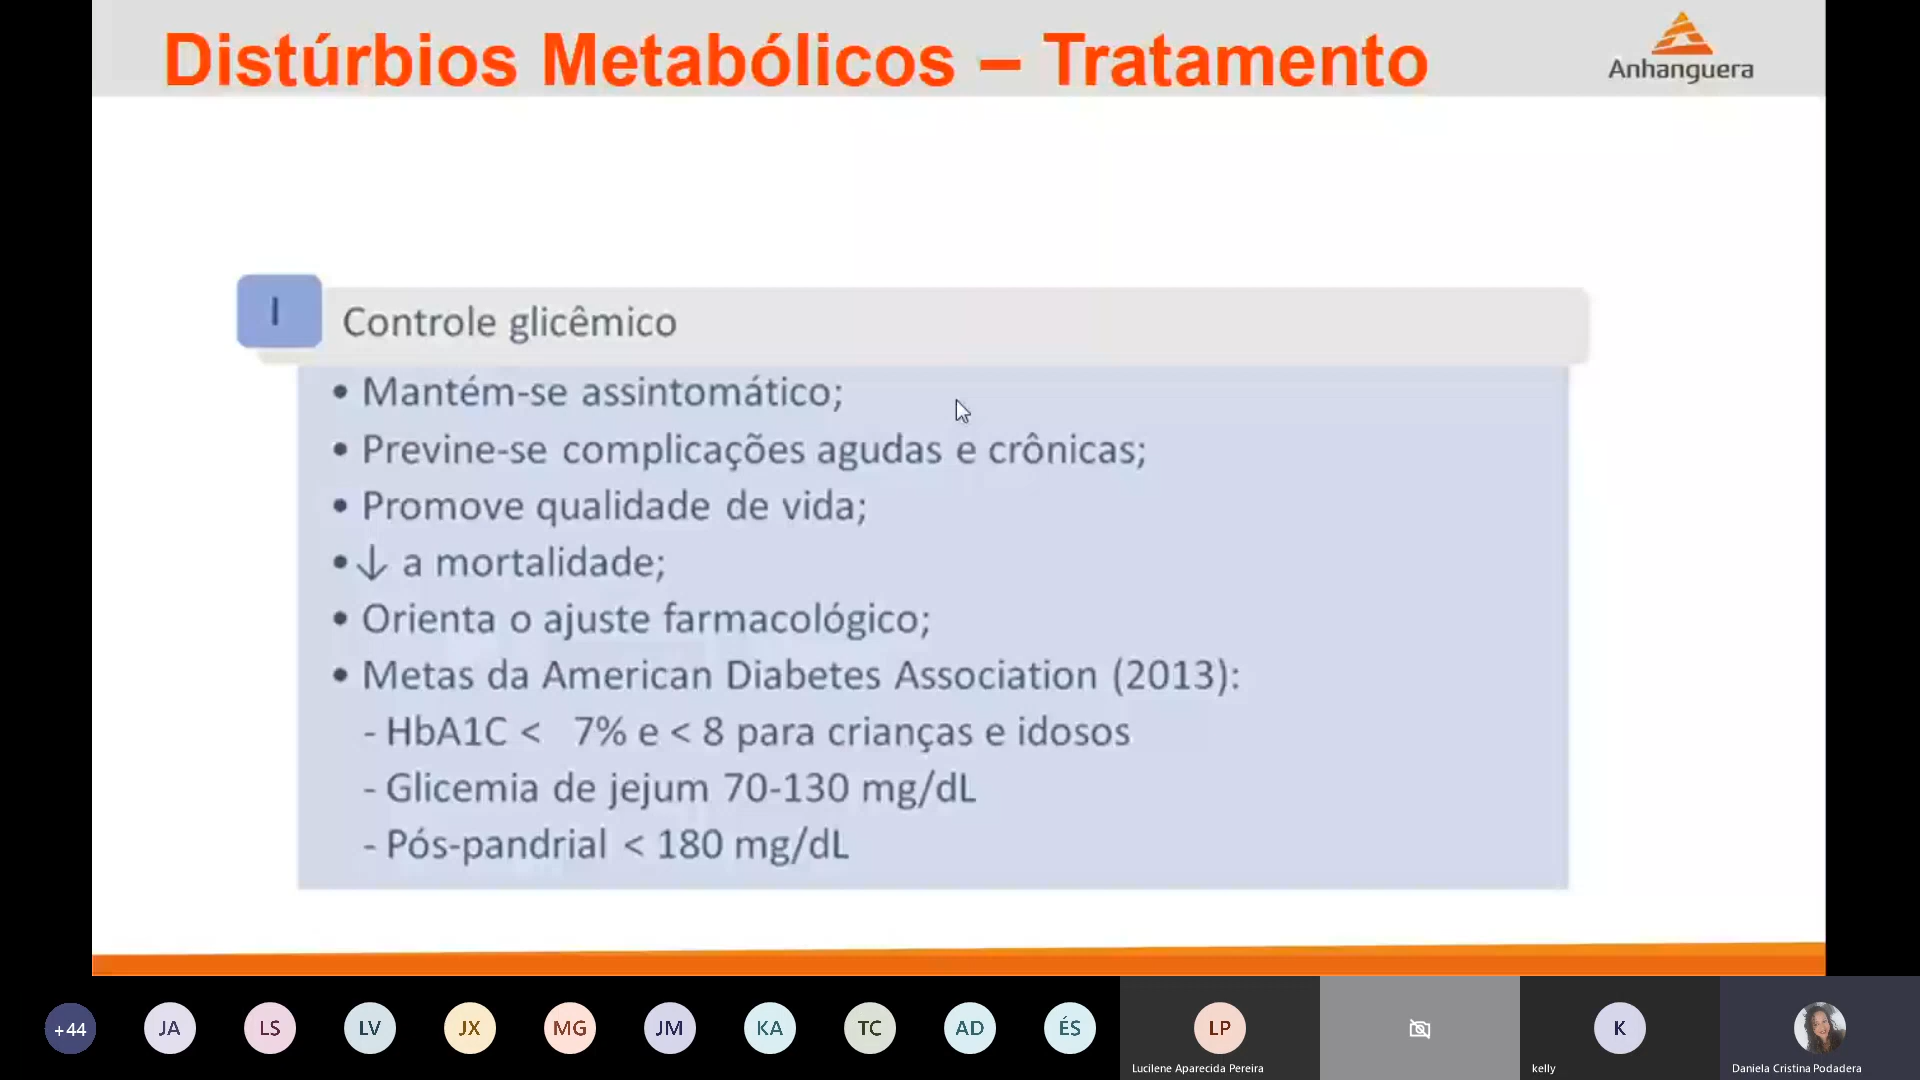 Distúrbios Metabólicos – Tratamento
Anhanguera
I
Controle glicêmico
• Mantém-se assintomático;
• Previne-se complicações agudas e crônicas;
• Promove qualidade de vida;
• ↓ a mortalidade;
• Orienta o ajuste farmacológico;
• Metas da American Diabetes Association (2013):
- HbA1C < 7% e < 8 para crianças e idosos
- Glicemia de jejum 70-130 mg/dL
- Pós-pandrial < 180 mg/dL
+44 JA LS LV JX MG JM KA TC AD ÉS LP K
Lucilene Aparecida Pereira kelly Daniela Cristina Podadera